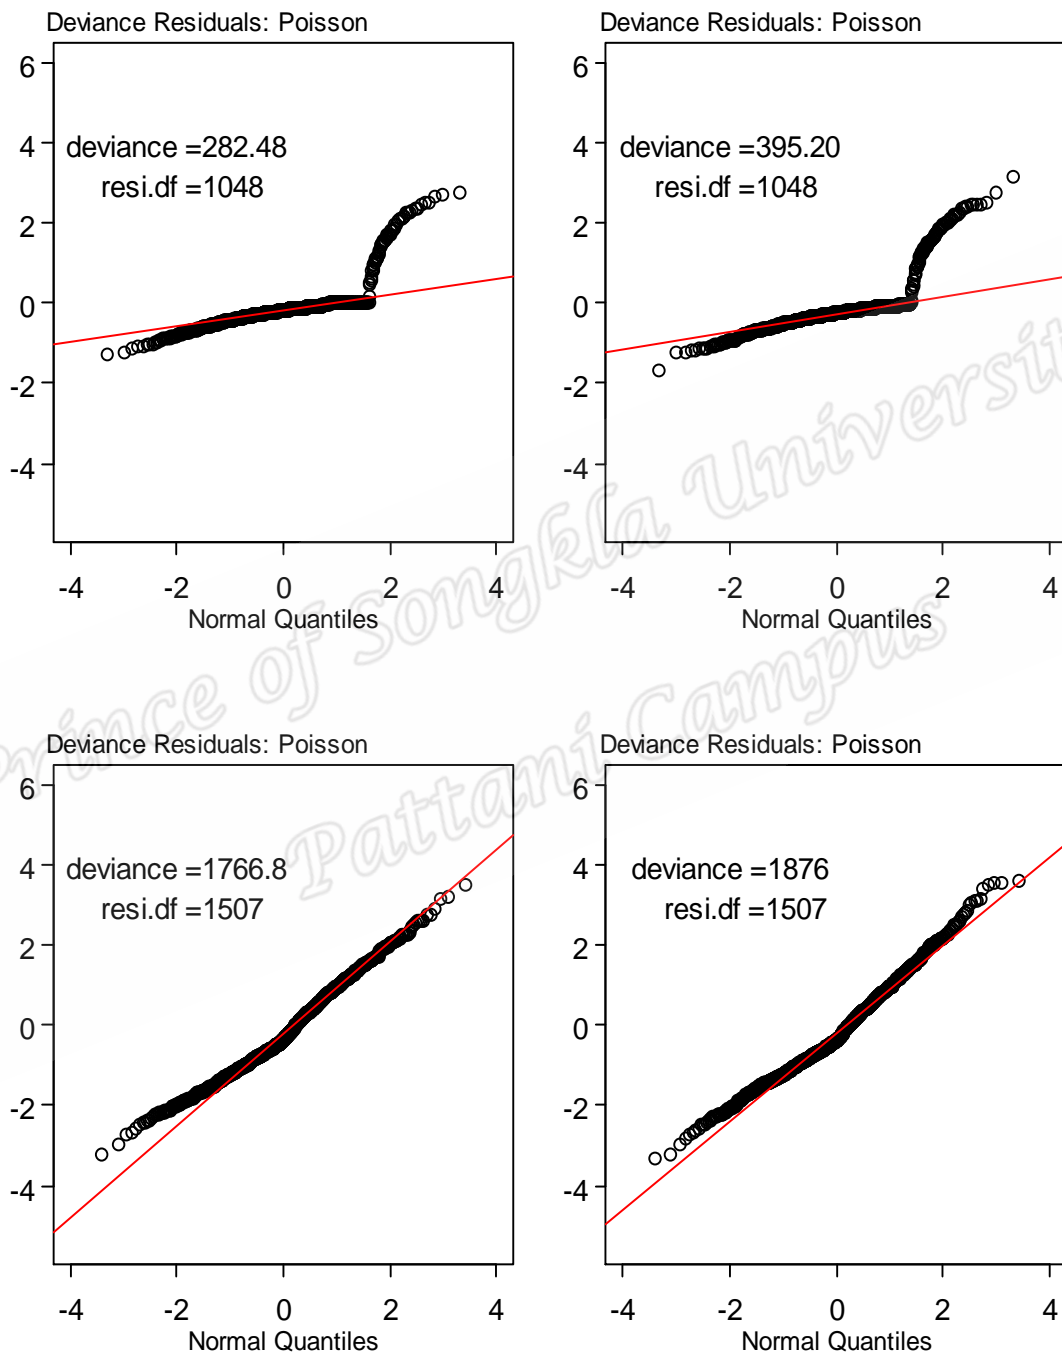 Deviance Residuals: Poisson
6
4
2
0
-2
-4
deviance =282.48
resi.df =1048
-4 -2 0 2 4
Normal Quantiles
Deviance Residuals: Poisson
6
4
2
0
-2
-4
deviance =395.20
resi.df =1048
-4 -2 0 2 4
Normal Quantiles
Deviance Residuals: Poisson
6
4
2
0
-2
-4
deviance =1766.8
resi.df =1507
-4 -2 0 2 4
Normal Quantiles
Deviance Residuals: Poisson
6
4
2
0
-2
-4
deviance =1876
resi.df =1507
-4 -2 0 2 4
Normal Quantiles
Prince of Songkla Universit
Pattani Campus